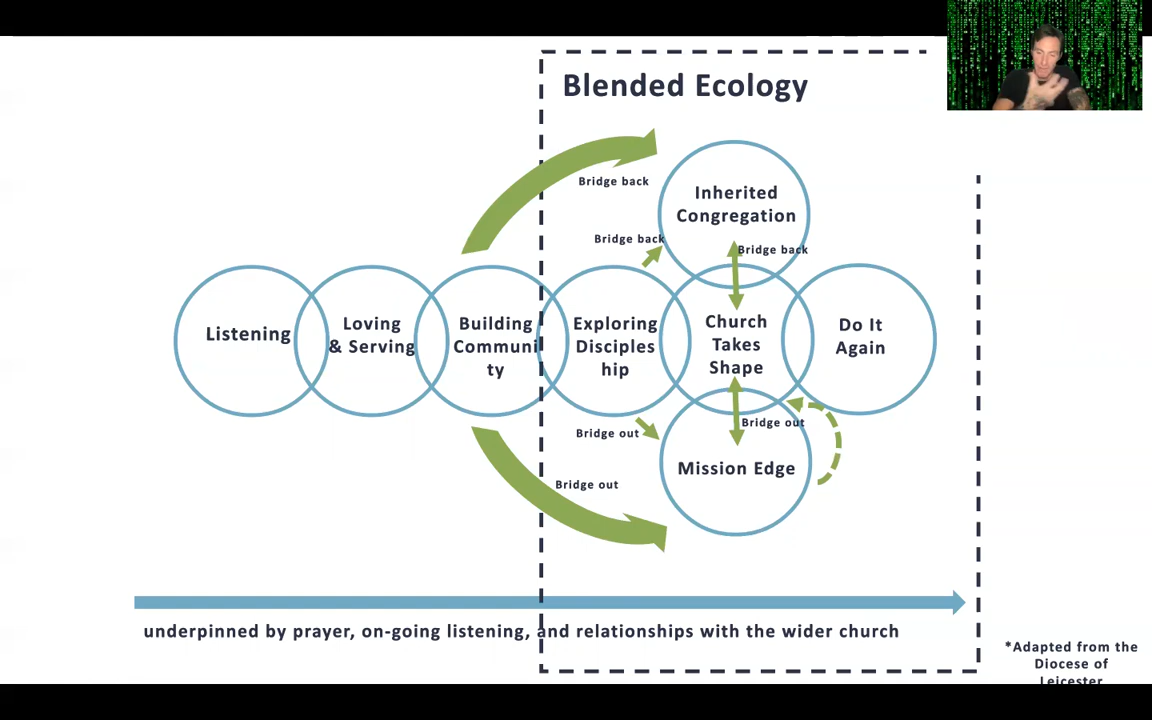 Blended Ecology
Bridge back
Inherited
Congregation
Bridge back
Bridge back
Listening
Loving
& Serving
Building
Communi
ty
Exploring
Disciples
hip
Church
Takes
Shape
Do It
Again
Bridge out
Bridge out
Mission Edge
Bridge out
underpinned by prayer, on-going listening, and relationships with the wider church
*Adapted from the
Diocese of
Leicester